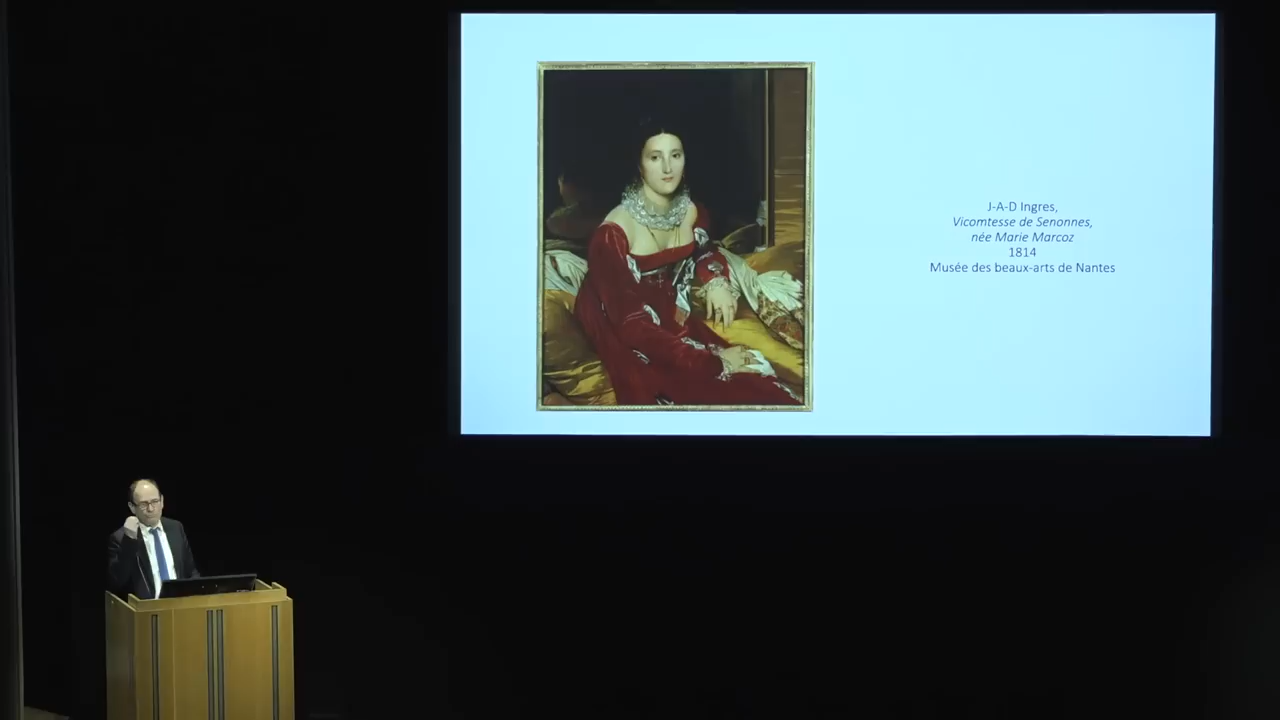 J-A-D Ingres,
Vicomtesse de Senonnes,
née Marie Marcoz
1814
Musée des beaux-arts de Nantes